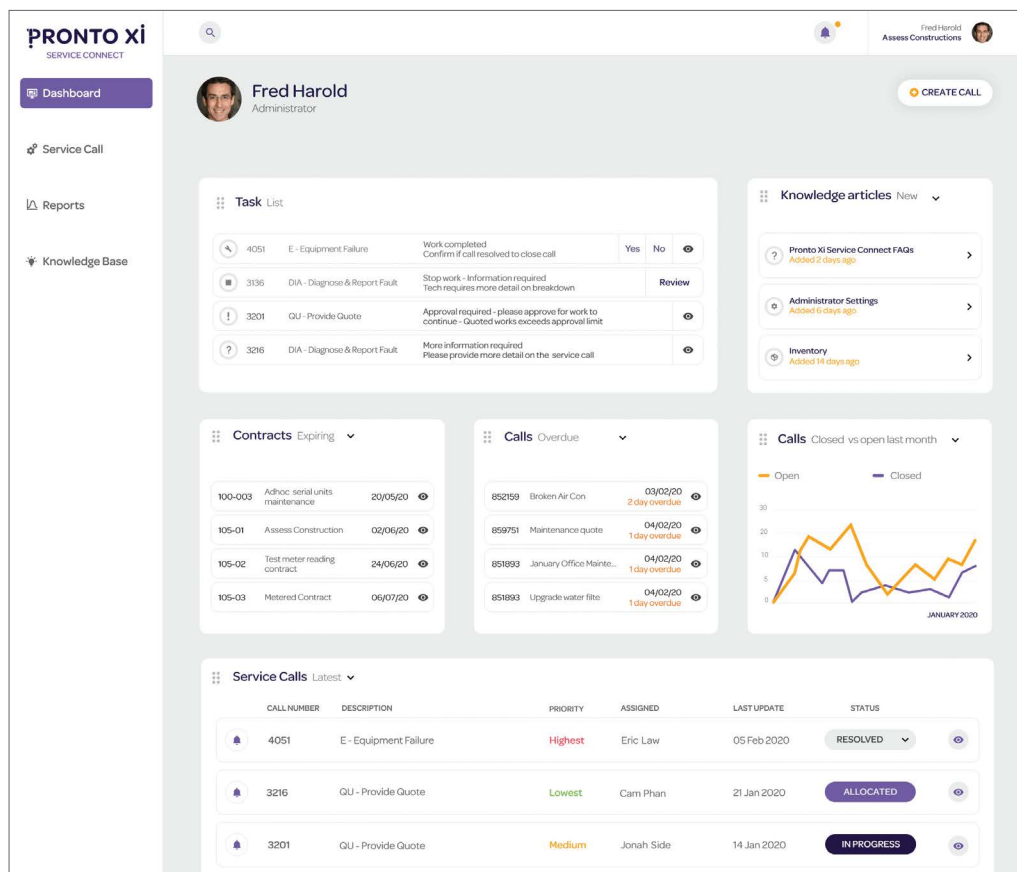 PRONTO Xi
SERVICE CONNECT
Dashboard
Service Call
Reports
Knowledge Base
Fred Harold
Assess Constructions
Fred Harold
Administrator
CREATE CALL
Task List
4051 E - Equipment Failure Work completed Yes No
Confirm if call resolved to close call
3136 DIA - Diagnose & Report Fault Stop work - Information required Review
Tech requires more detail on breakdown
3201 QU - Provide Quote Approval required - please approve for work to
continue - Quoted works exceeds approval limit
3216 DIA - Diagnose & Report Fault More information required
Please provide more detail on the service call
Knowledge articles New
Pronto Xi Service Connect FAQs
Added 2 days ago
Administrator Settings
Added 6 days ago
Inventory
Added 14 days ago
Contracts Expiring
100-003 Adhoc serial units maintenance 20/05/20
105-01 Assess Construction 02/06/20
105-02 Test meter reading contract 24/06/20
105-03 Metered Contract 06/07/20
Calls Overdue
852159 Broken Air Con 03/02/20
2 day overdue
859751 Maintenance quote 04/02/20
1 day overdue
851893 January Office Mainte... 04/02/20
1 day overdue
851893 Upgrade water filte 04/02/20
1 day overdue
Calls Closed vs open last month
Open Closed
30
20
10
5
0
JANUARY 2020
Service Calls Latest
CALL NUMBER DESCRIPTION PRIORITY ASSIGNED LAST UPDATE STATUS
4051 E - Equipment Failure Highest Eric Law 05 Feb 2020 RESOLVED
3216 QU - Provide Quote Lowest Cam Phan 21 Jan 2020 ALLOCATED
3201 QU - Provide Quote Medium Jonah Side 14 Jan 2020 IN PROGRESS